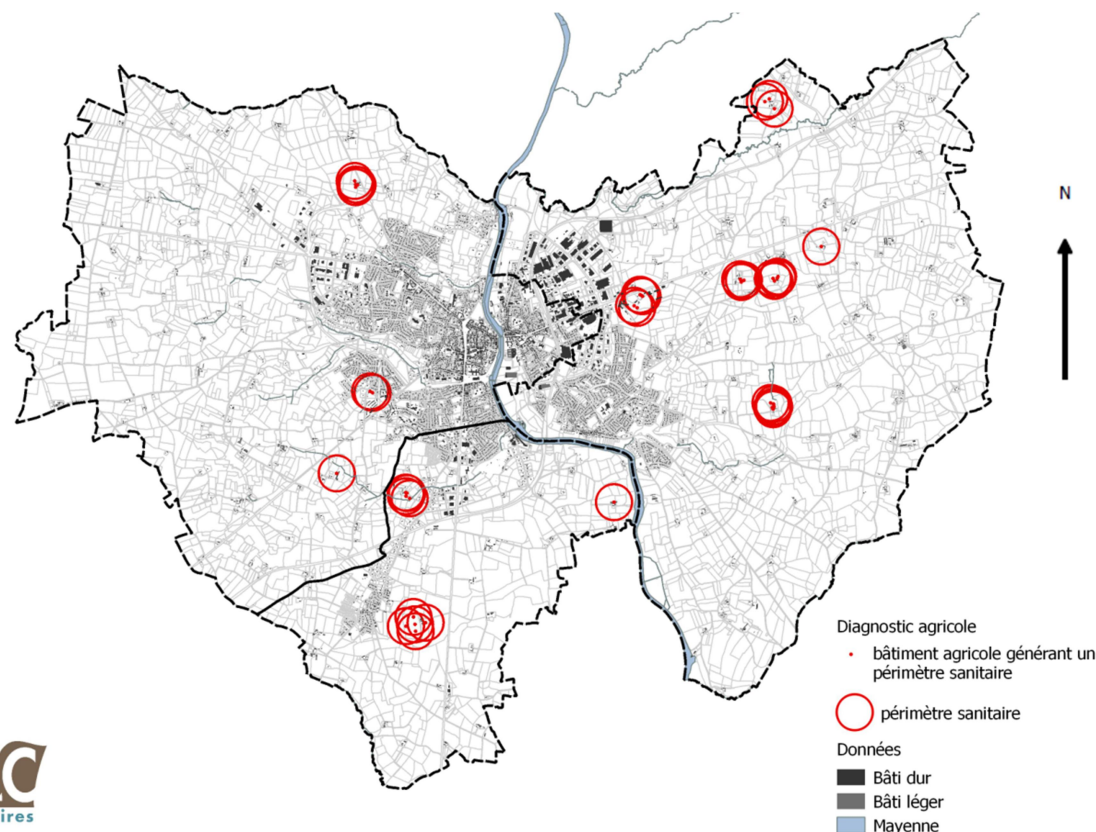 N
Diagnostic agricole
bâtiment agricole générant un
périmètre sanitaire
périmètre sanitaire
Données
Bâti dur
Bâti léger
Mayenne
C
ires